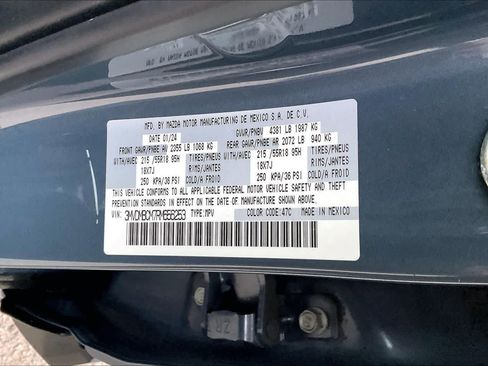 MFD. BY MAZDA MOTOR MANUFACTURING DE MEXICO S.A. DE C.V.
DATE 01/24 GVWR/PNBV 4381 LB 1987 KG
FRONT GAWR/PNBE AV 2355 LB 1068 KG REAR GAWR/PNBE AR 2072 LB 940 KG
WITH/AVEC 215/55R18 95H TIRES/PNEUS WITH/AVEC 215/55R18 95H TIRES/PNEUS
18X7J RIMS/JANTES 18X7J RIMS/JANTES
250 KPA/36 PSI COLD/A FROID 250 KPA/36 PSI COLD/A FROID
THIS VEHICLE CONFORMS TO ALL APPLICABLE FEDERAL MOTOR VEHICLE SAFETY AND THEFT
PREVENTION STANDARDS IN EFFECT ON THE DATE OF MANUFACTURE SHOWN ABOVE.
VIN: TYPE: MPV COLOR CODE: 47C MADE IN MEXICO
ZR